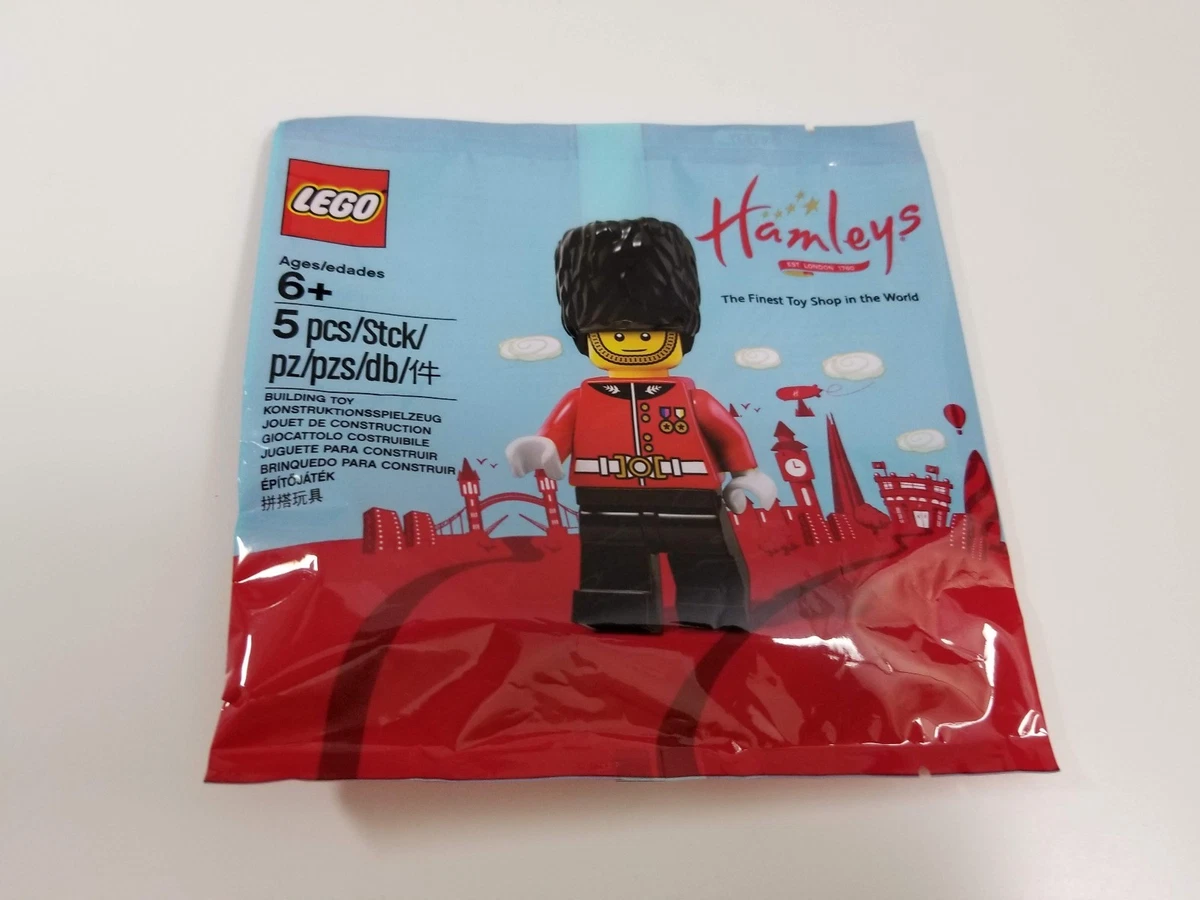 LEGO
Ages/edades
6+
5 pcs/Stck/
pz/pzs/db/件
BUILDING TOY
KONSTRUKTIONSSPIELZEUG
JOUET DE CONSTRUCTION
GIOCATTOLO COSTRUIBILE
JUGUETE PARA CONSTRUIR
BRINQUEDO PARA CONSTRUIR
ÉPÍTŐJÁTÉK
拼搭玩具
Hamleys
EST. LONDON 1760
The Finest Toy Shop in the World